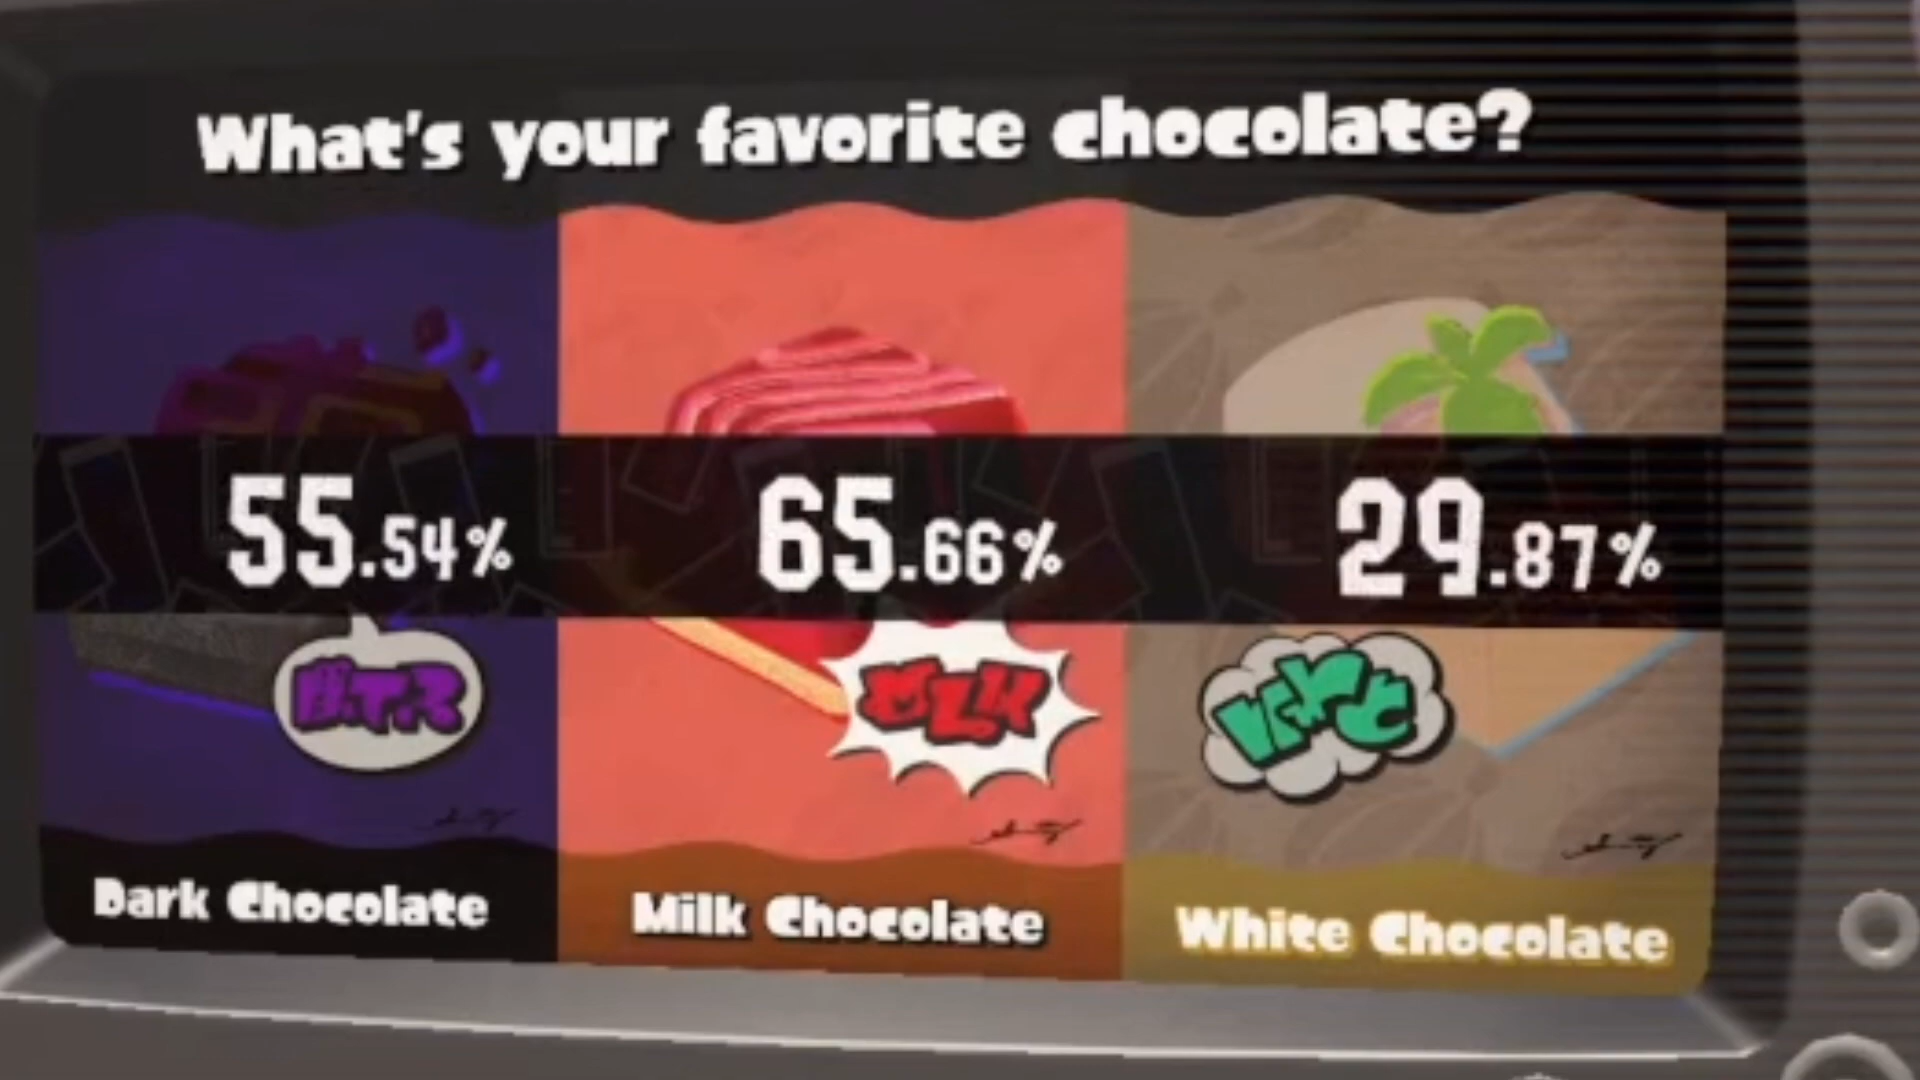 What's your favorite chocolate?
55.54% 65.66% 29.87%
Dark Chocolate Milk Chocolate White Chocolate